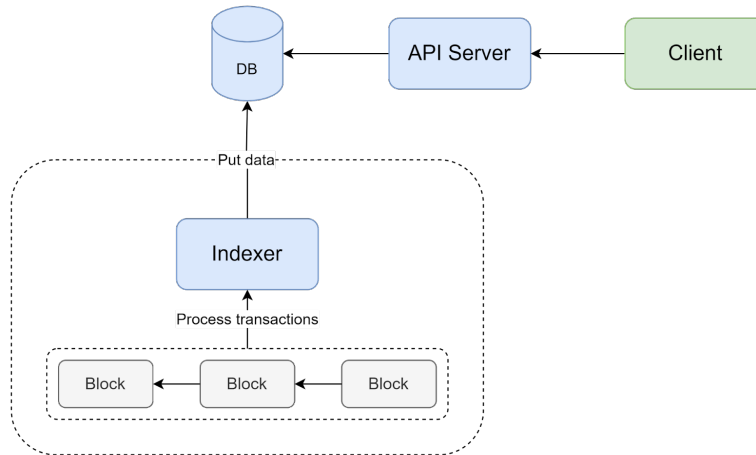 DB
API Server
Client
Put data
Indexer
Process transactions
Block
Block
Block